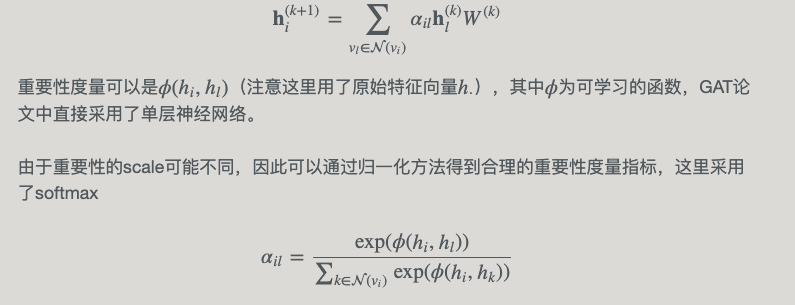 $$\mathbf{h}_i^{(k+1)} = \sum_{v_l \in \mathcal{N}(v_i)} \alpha_{il} \mathbf{h}_l^{(k)} W^{(k)}$$
重要性度量可以是$\phi(h_i, h_l)$（注意这里用了原始特征向量$h.$），其中$\phi$为可学习的函数，GAT论
文中直接采用了单层神经网络。
由于重要性的scale可能不同，因此可以通过归一化方法得到合理的重要性度量指标，这里采用
了softmax
$$\alpha_{il} = \frac{\exp(\phi(h_i, h_l))}{\sum_{k \in \mathcal{N}(v_i)} \exp(\phi(h_i, h_k))}$$